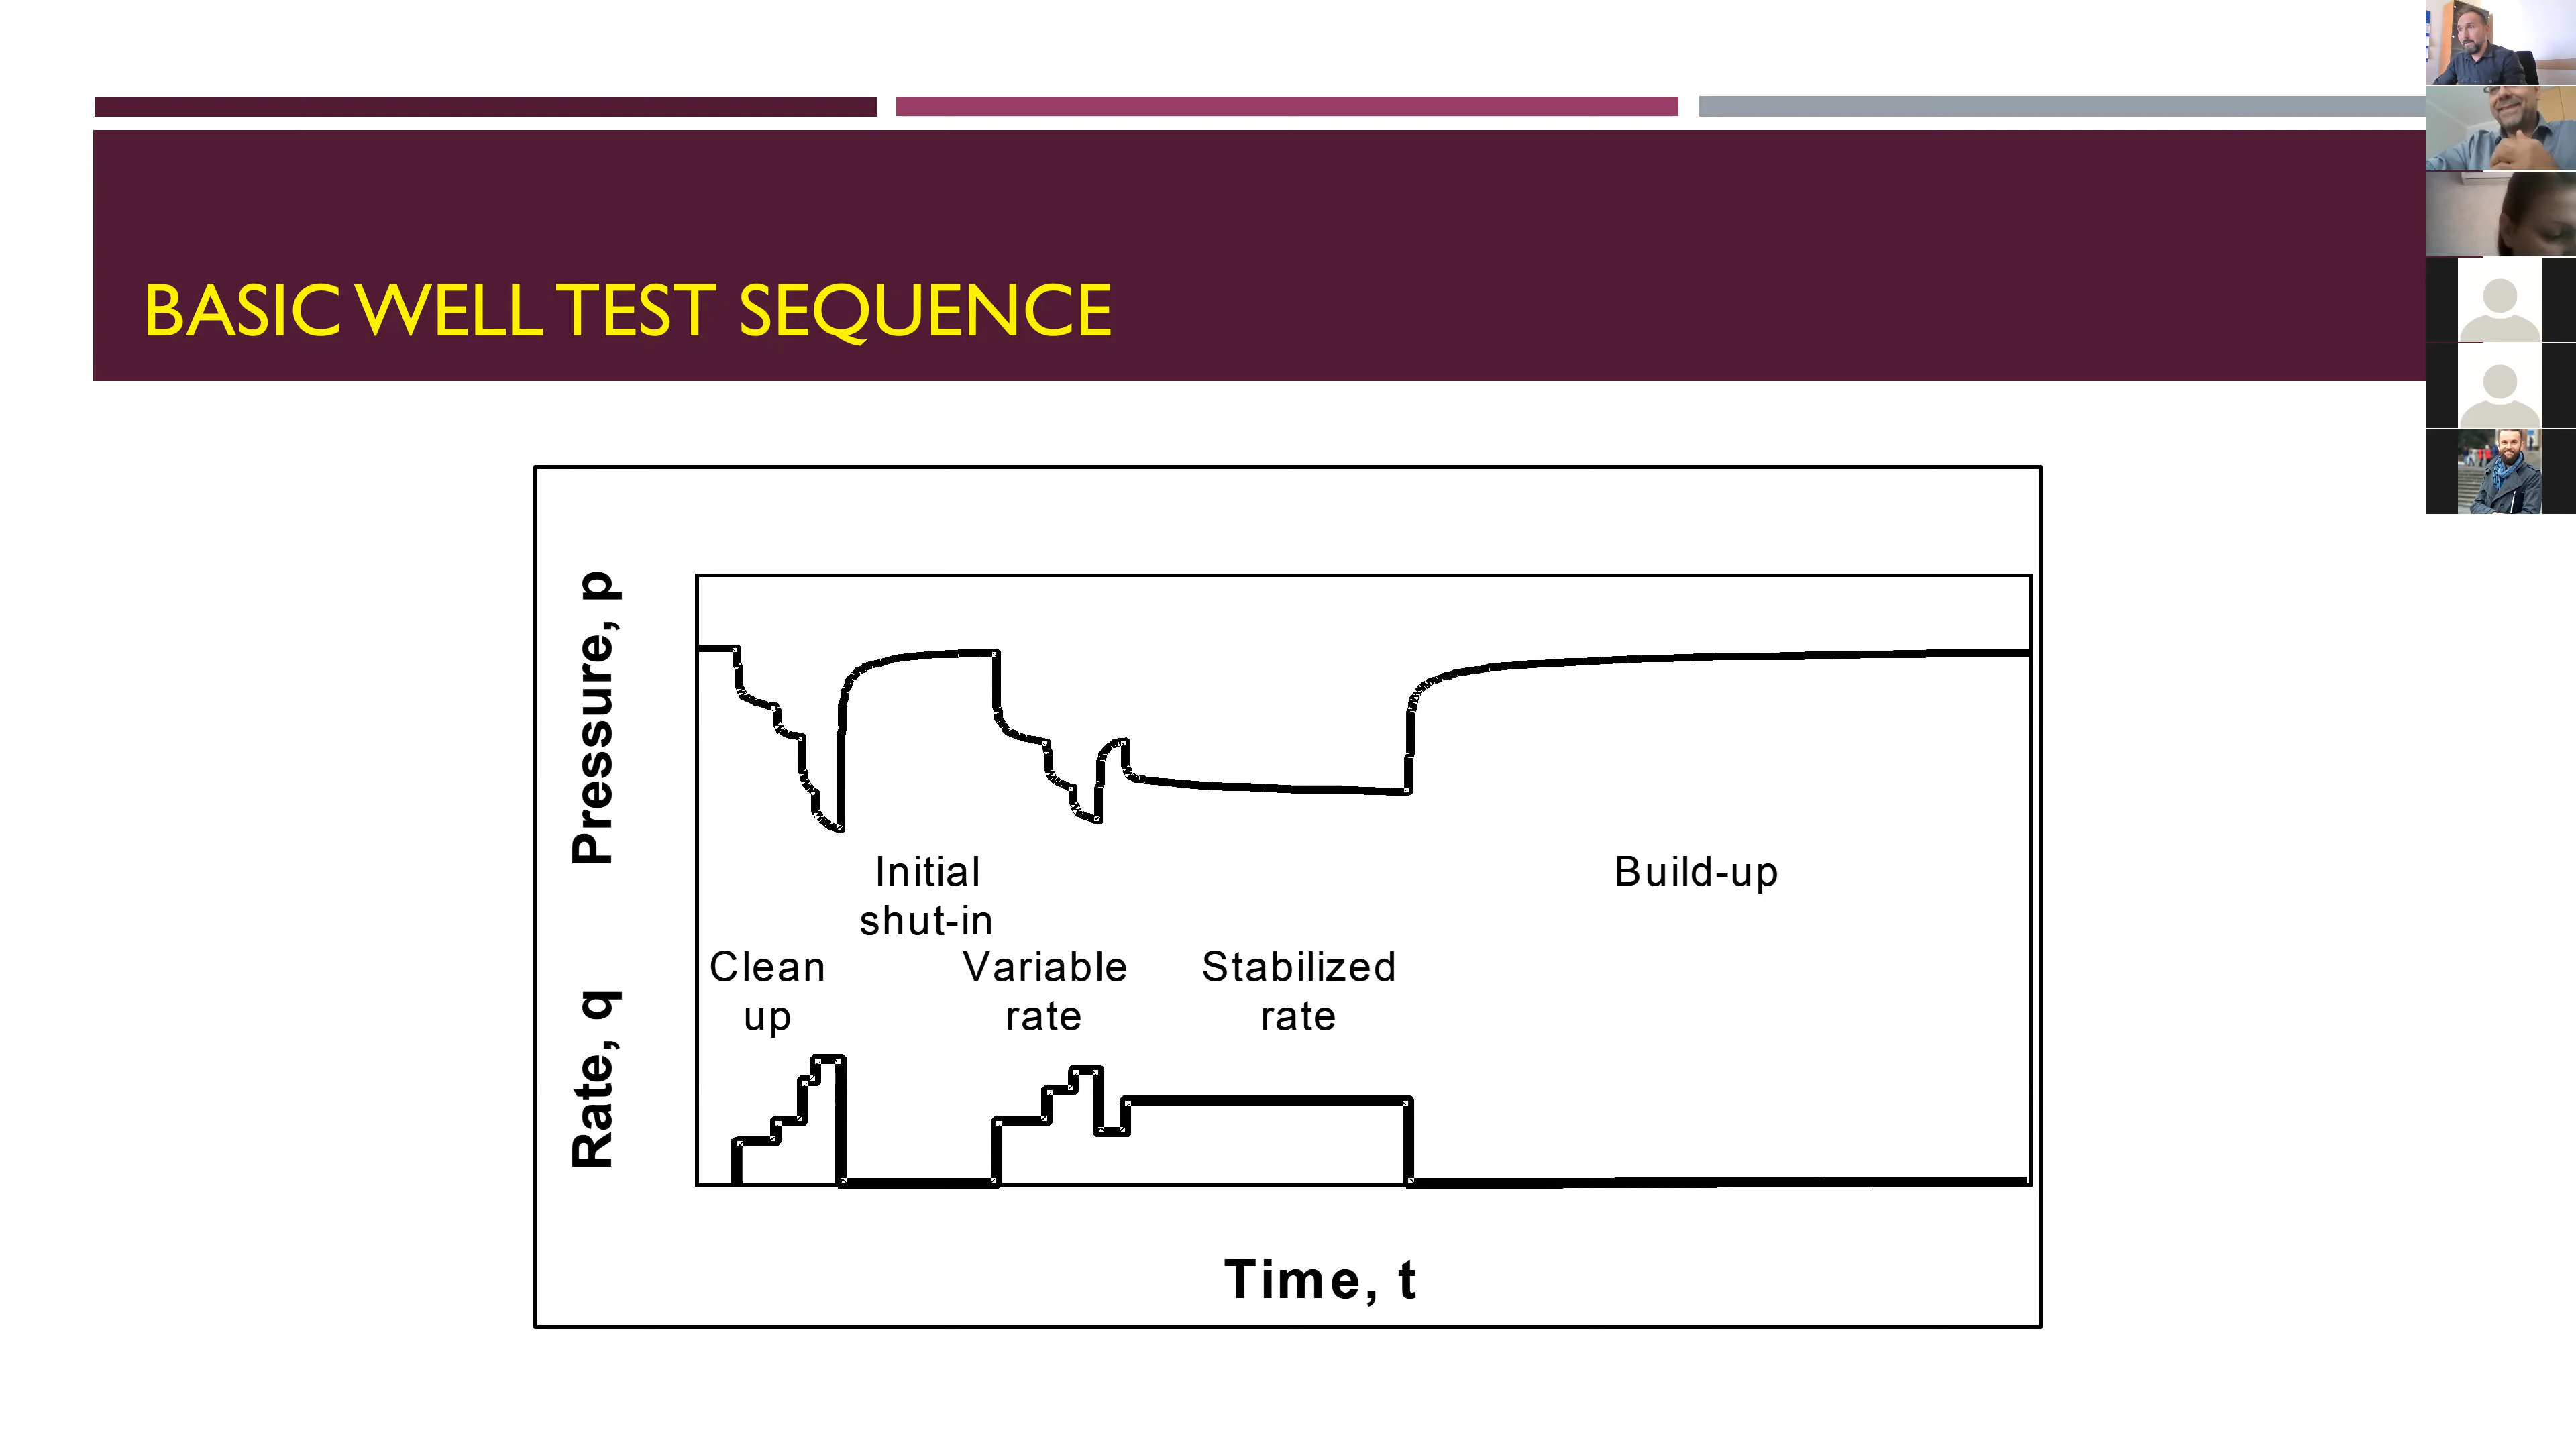 BASIC WELL TEST SEQUENCE
Pressure, p
Initial
shut-in
Build-up
Clean
up
Variable
rate
Stabilized
rate
Rate, q
Time, t